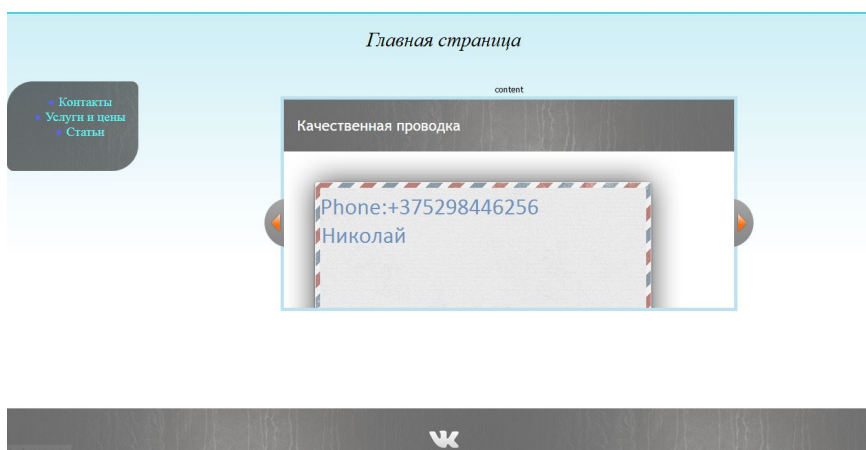 Главная страница
Контакты
Услуги и цены
Статьи
content
Качественная проводка
Phone:+375298446256
Николай